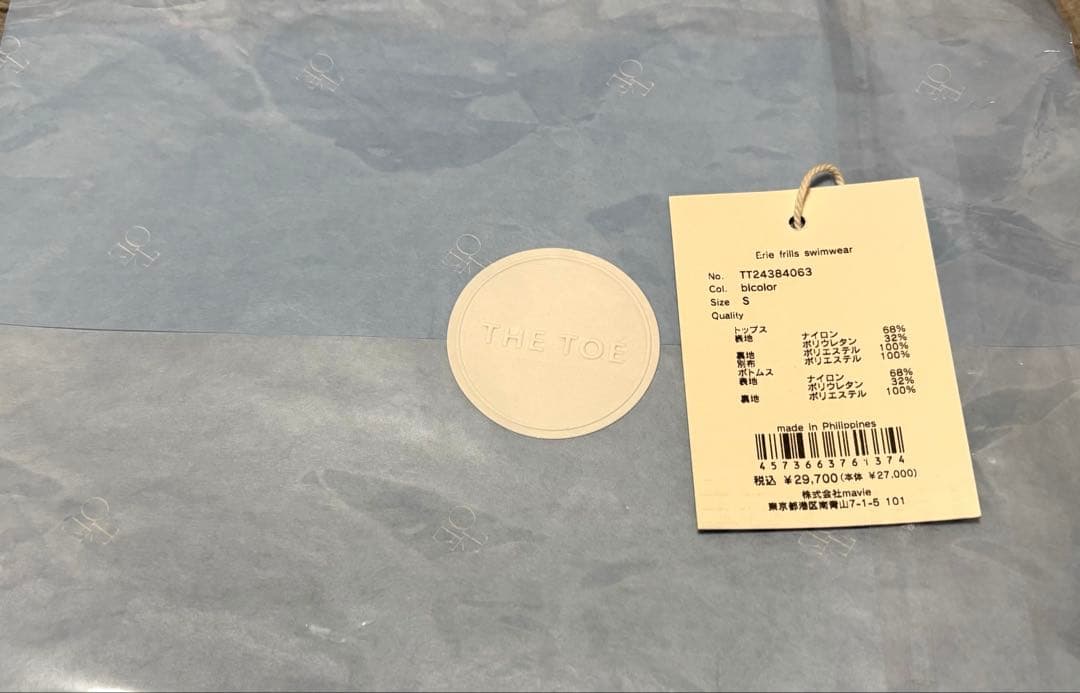 THE TOE
Erie frills swimwear
No. TT24384063
Col. bicolor
Size S
Quality
トップス
表地 ナイロン 68%
ポリウレタン 32%
裏地 ポリエステル 100%
別布 ポリエステル 100%
ボトムス
表地 ナイロン 68%
ポリウレタン 32%
裏地 ポリエステル 100%
made in Philippines
4573663761374
税込 ¥29,700(本体 ¥27,000)
株式会社mavie
東京都港区南青山7-1-5 101